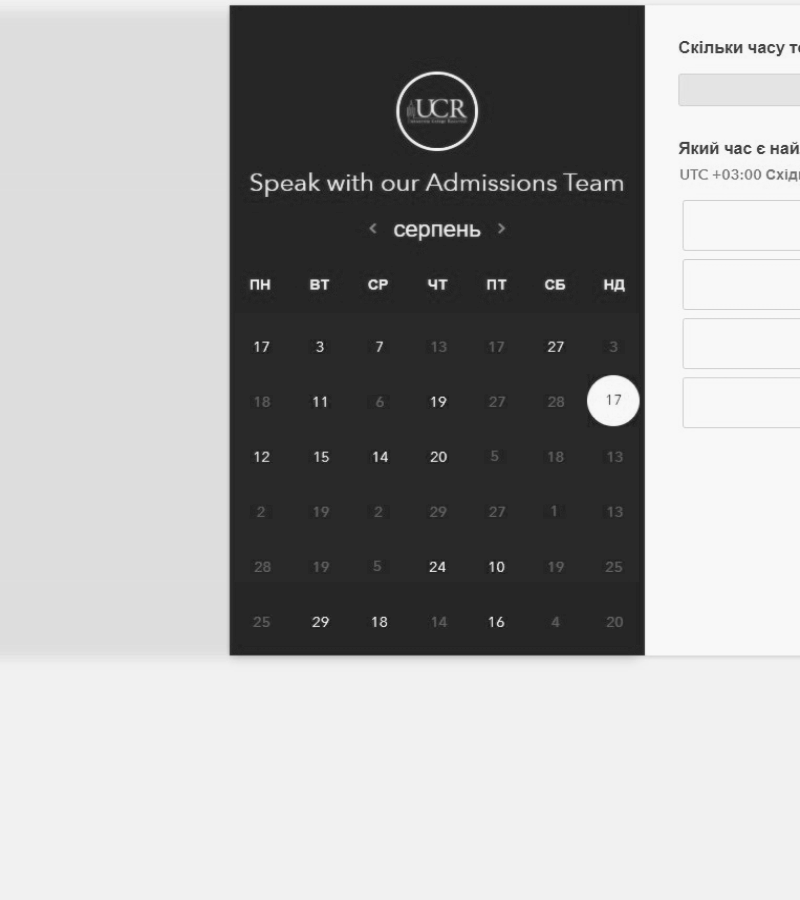 UCR
Speak with our Admissions Team
‹ серпень ›
ПН ВТ СР ЧТ ПТ СБ НД
17 3 7 13 17 27 3
18 11 6 19 27 28 17
12 15 14 20 5 18 13
2 19 2 29 27 1 13
28 19 5 24 10 19 25
25 29 18 14 16 4 20
Скільки часу т
Який час є най
UTC +03:00 Схід